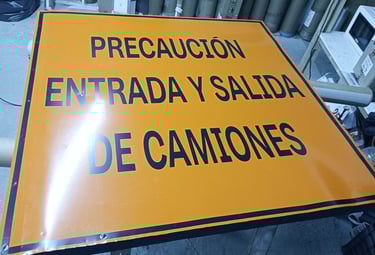 PRECAUCIÓN
ENTRADA Y SALIDA
DE CAMIONES